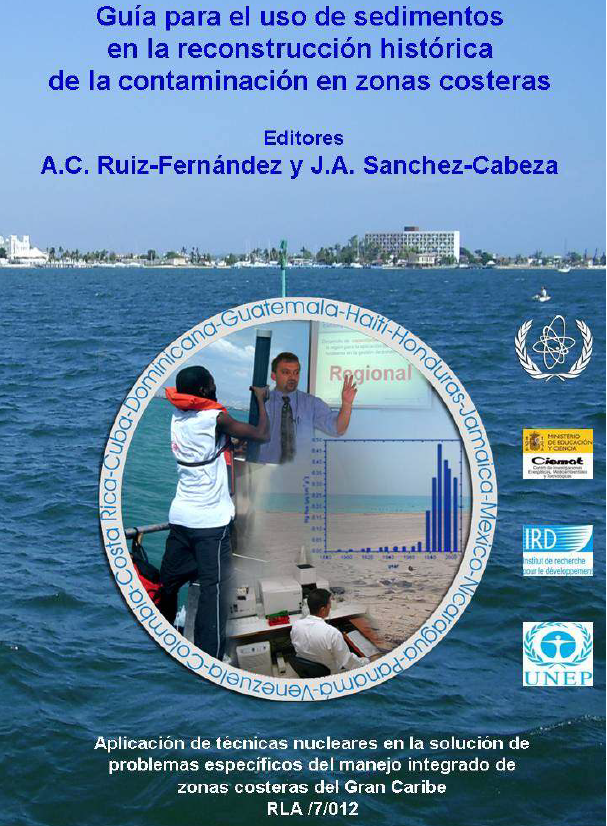 Guía para el uso de sedimentos
en la reconstrucción histórica
de la contaminación en zonas costeras
Editores
A.C. Ruiz-Fernández y J.A. Sanchez-Cabeza
Costa Rica-Cuba-Dominicana-Guatemala-Haïti-Honduras-Jamaica-México-Nicaragua-Panamá-Venezuela-Colombia-
Regional
MINISTERIO
DE EDUCACIÓN
Y CIENCIA
Ciemat
Centro de Investigaciones
Energéticas, Medioambientales
y Tecnológicas
IRD
Institut de recherche
pour le développement
UNEP
Aplicación de técnicas nucleares en la solución de
problemas específicos del manejo integrado de
zonas costeras del Gran Caribe
RLA /7/012